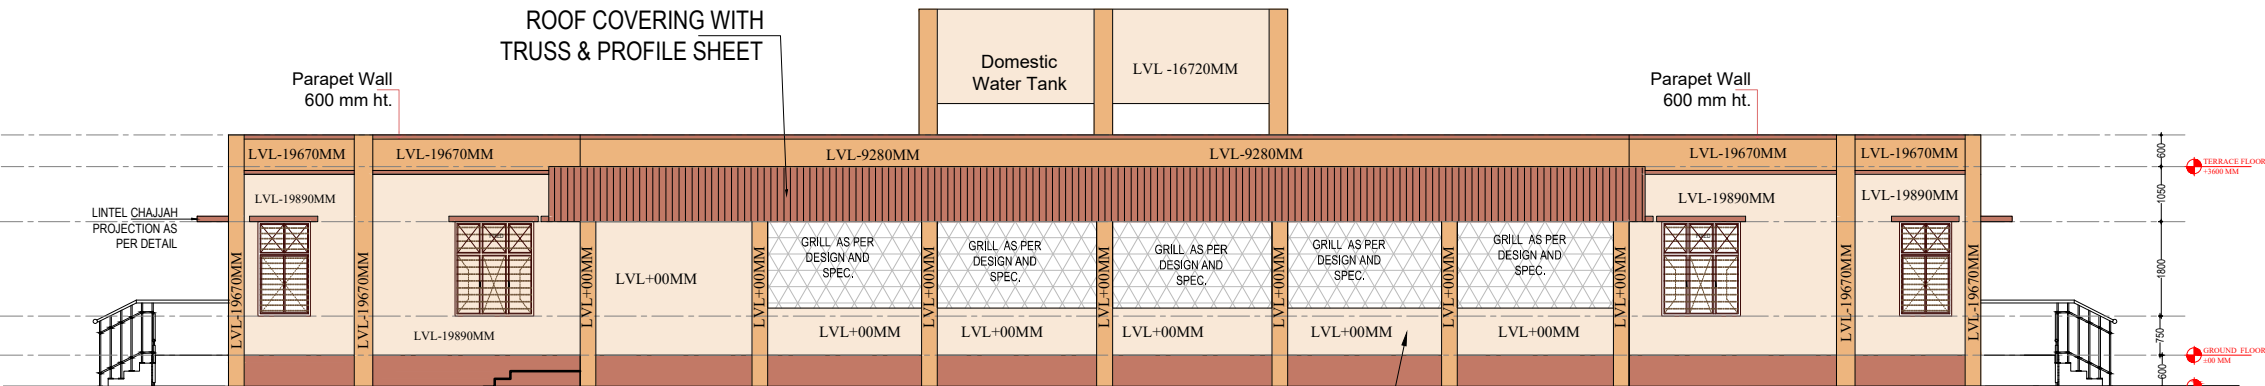 ROOF COVERING WITH
TRUSS & PROFILE SHEET
Parapet Wall
600 mm ht.
Domestic
Water Tank
LVL -16720MM
Parapet Wall
600 mm ht.
LVL-19670MM
LVL-19670MM
LVL-9280MM
LVL-9280MM
LVL-19670MM
LVL-19670MM
600
TERRACE FLOOR
+3600 MM
LVL-19890MM
LVL-19890MM
LVL-19890MM
1050
LINTEL CHAJJAH
PROJECTION AS
PER DETAIL
GRILL AS PER
DESIGN AND
SPEC.
GRILL AS PER
DESIGN AND
SPEC.
GRILL AS PER
DESIGN AND
SPEC.
GRILL AS PER
DESIGN AND
SPEC.
GRILL AS PER
DESIGN AND
SPEC.
LVL+00MM
1800
LVL-19670MM
LVL-19670MM
LVL+00MM
LVL+00MM
LVL+00MM
LVL+00MM
LVL+00MM
LVL+00MM
LVL+00MM
LVL-19670MM
LVL-19670MM
LVL-19890MM
LVL+00MM
LVL+00MM
LVL+00MM
LVL+00MM
LVL+00MM
750
GROUND FLOOR
±00 MM
600